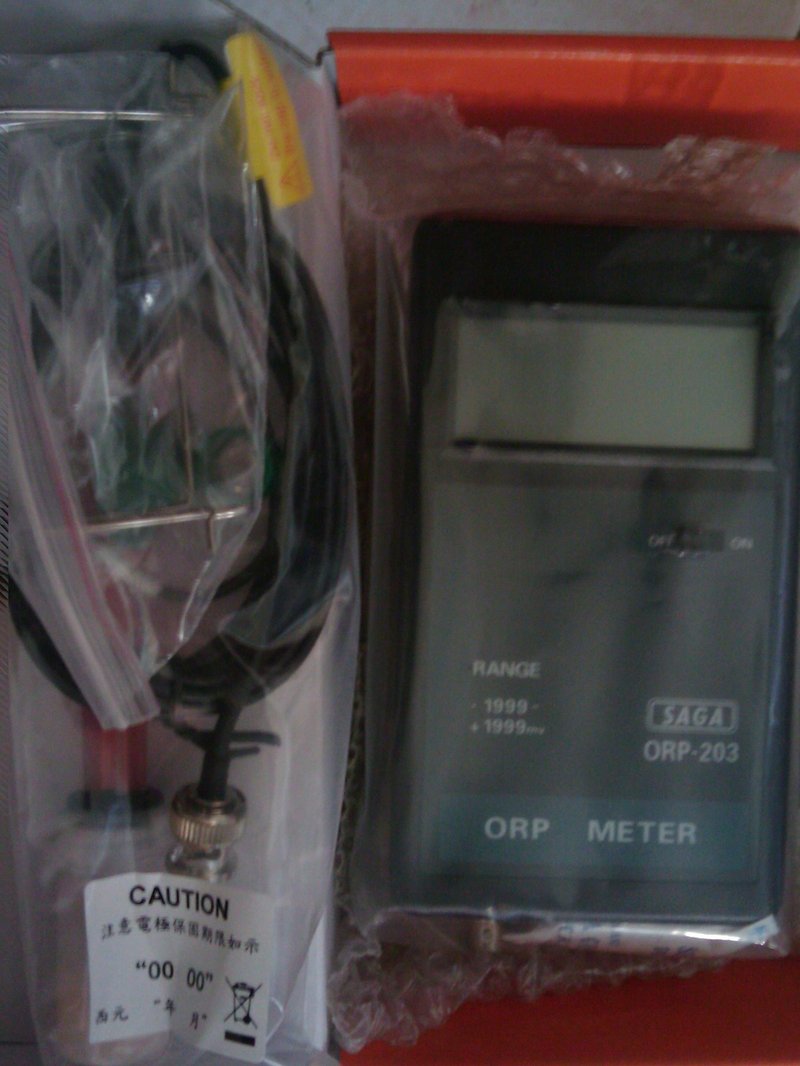 OFF ON
RANGE
- 1999 -
+ 1999mv
SAGA
ORP-203
ORP METER
CAUTION
注意電極保固期限如示
“00 00”
西元 “年 月”